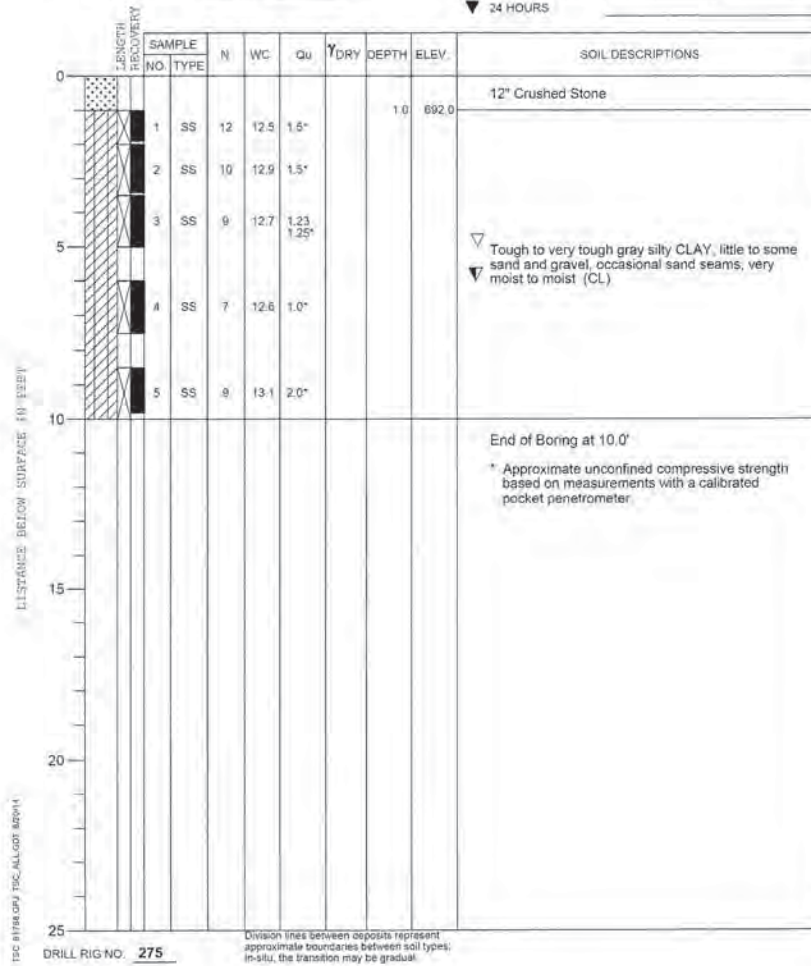 ▼ 24 HOURS
LENGTH
RECOVERY
SAMPLE
NO. TYPE
N
WC
Qu
γDRY
DEPTH
ELEV.
SOIL DESCRIPTIONS
0
12" Crushed Stone
1.0 692.0
1 SS 12 12.5 1.5*
2 SS 10 12.9 1.5*
3 SS 9 12.7 1.23
1.25*
5
Tough to very tough gray silty CLAY, little to some
sand and gravel, occasional sand seams, very
moist to moist (CL)
4 SS 7 12.6 1.0*
5 SS 9 13.1 2.0*
10
End of Boring at 10.0'
* Approximate unconfined compressive strength
based on measurements with a calibrated
pocket penetrometer
15
20
25
DISTANCE BELOW SURFACE IN FEET
TSC_ALL.GDT 8/20/14
DRILL RIG NO. 275
Division lines between deposits represent
approximate boundaries between soil types;
in-situ, the transition may be gradual.